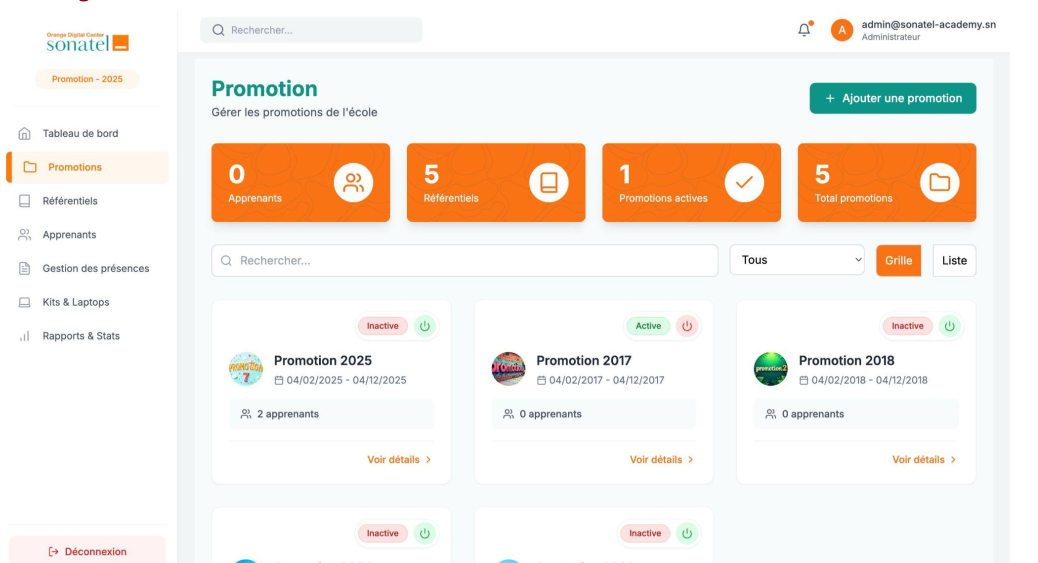 Orange Digital Center
sonatel
Promotion - 2025
Tableau de bord
Promotions
Référentiels
Apprenants
Gestion des présences
Kits & Laptops
Rapports & Stats
Déconnexion
Rechercher...
A
admin@sonatel-academy.sn
Administrateur
Promotion
Gérer les promotions de l'école
+ Ajouter une promotion
0
Apprenants
5
Référentiels
1
Promotions actives
5
Total promotions
Rechercher...
Tous
Grille
Liste
Inactive
PROMOTION
7
Promotion 2025
04/02/2025 - 04/12/2025
2 apprenants
Voir détails >
Active
Promotion 2017
04/02/2017 - 04/12/2017
0 apprenants
Voir détails >
Inactive
promotion2
Promotion 2018
04/02/2018 - 04/12/2018
0 apprenants
Voir détails >
Inactive
Inactive